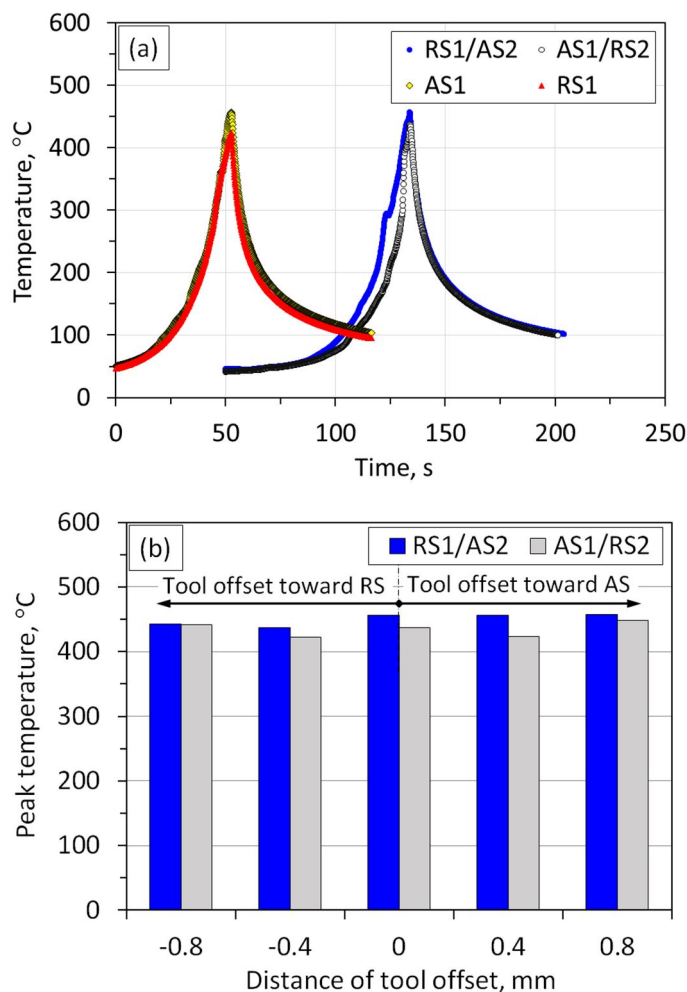 (a)
RS1/AS2 AS1/RS2
AS1 RS1
600
500
400
300
200
100
0
Temperature, °C
0 50 100 150 200 250
Time, s
(b)
RS1/AS2 AS1/RS2
Tool offset toward RS Tool offset toward AS
600
500
400
300
200
100
0
Peak temperature, °C
-0.8 -0.4 0 0.4 0.8
Distance of tool offset, mm